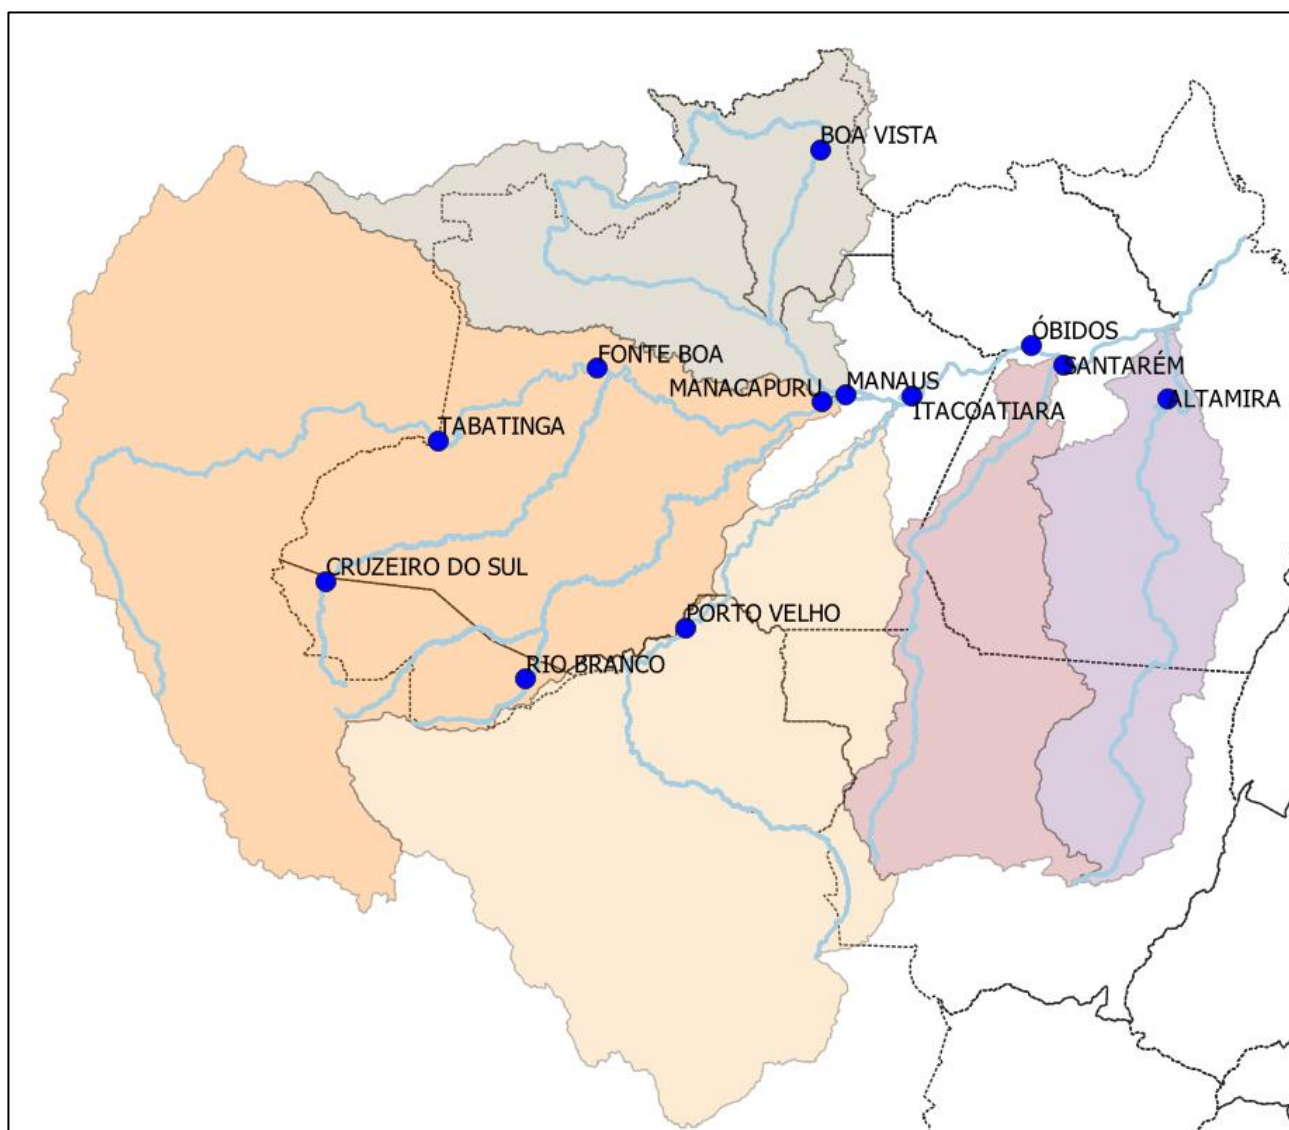 BOA VISTA
ÓBIDOS
FONTE BOA
SANTARÉM
MANACAPURU
MANAUS
ALTAMIRA
ITACOATIARA
TABATINGA
CRUZEIRO DO SUL
PORTO VELHO
RIO BRANCO